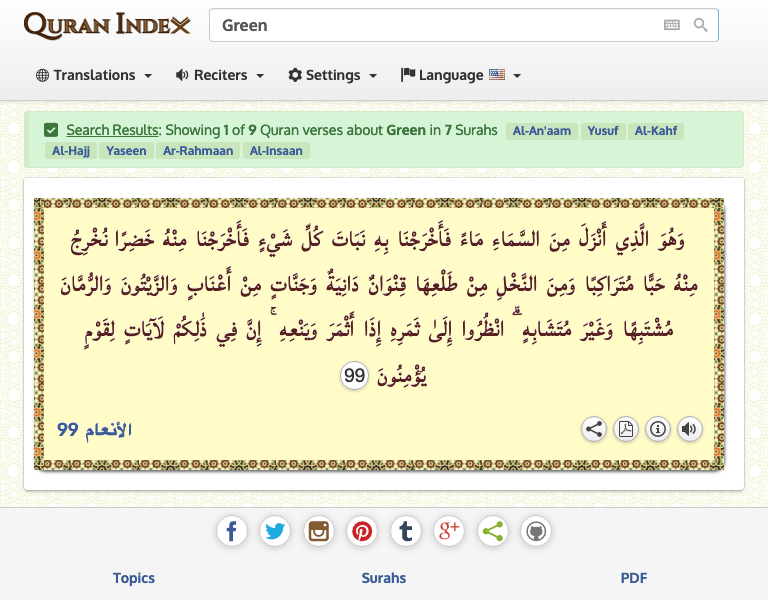 QURAN INDEX
Green
Translations
Reciters
Settings
Language
Search Results: Showing 1 of 9 Quran verses about Green in 7 Surahs Al-An'aam Yusuf Al-Kahf
Al-Hajj Yaseen Ar-Rahmaan Al-Insaan
وَهُوَ الَّذِي أَنْزَلَ مِنَ السَّمَاءِ مَاءً فَأَخْرَجْنَا بِهِ نَبَاتَ كُلِّ شَيْءٍ فَأَخْرَجْنَا مِنْهُ خَضِرًا نُخْرِجُ
مِنْهُ حَبًّا مُتَرَاكِبًا وَمِنَ النَّخْلِ مِنْ طَلْعِهَا قِنْوَانٌ دَانِيَةٌ وَجَنَّاتٍ مِنْ أَعْنَابٍ وَالزَّيْتُونَ وَالرُّمَّانَ
مُشْتَبِهًا وَغَيْرَ مُتَشَابِهٍ ۗ انْظُرُوا إِلَىٰ ثَمَرِهِ إِذَا أَثْمَرَ وَيَنْعِهِ ۚ إِنَّ فِي ذَٰلِكُمْ لَآيَاتٍ لِقَوْمٍ
يُؤْمِنُونَ 99
الأنعام 99
Topics
Surahs
PDF